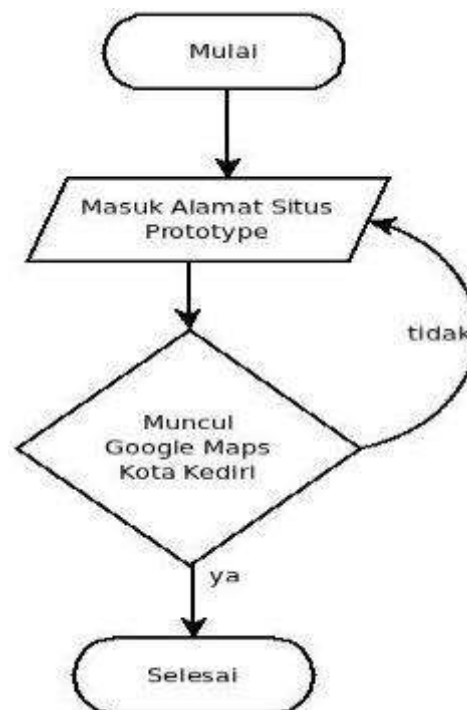 Mulai
Masuk Alamat Situs
Prototype
tidak
Muncul
Google Maps
Kota Kediri
ya
Selesai